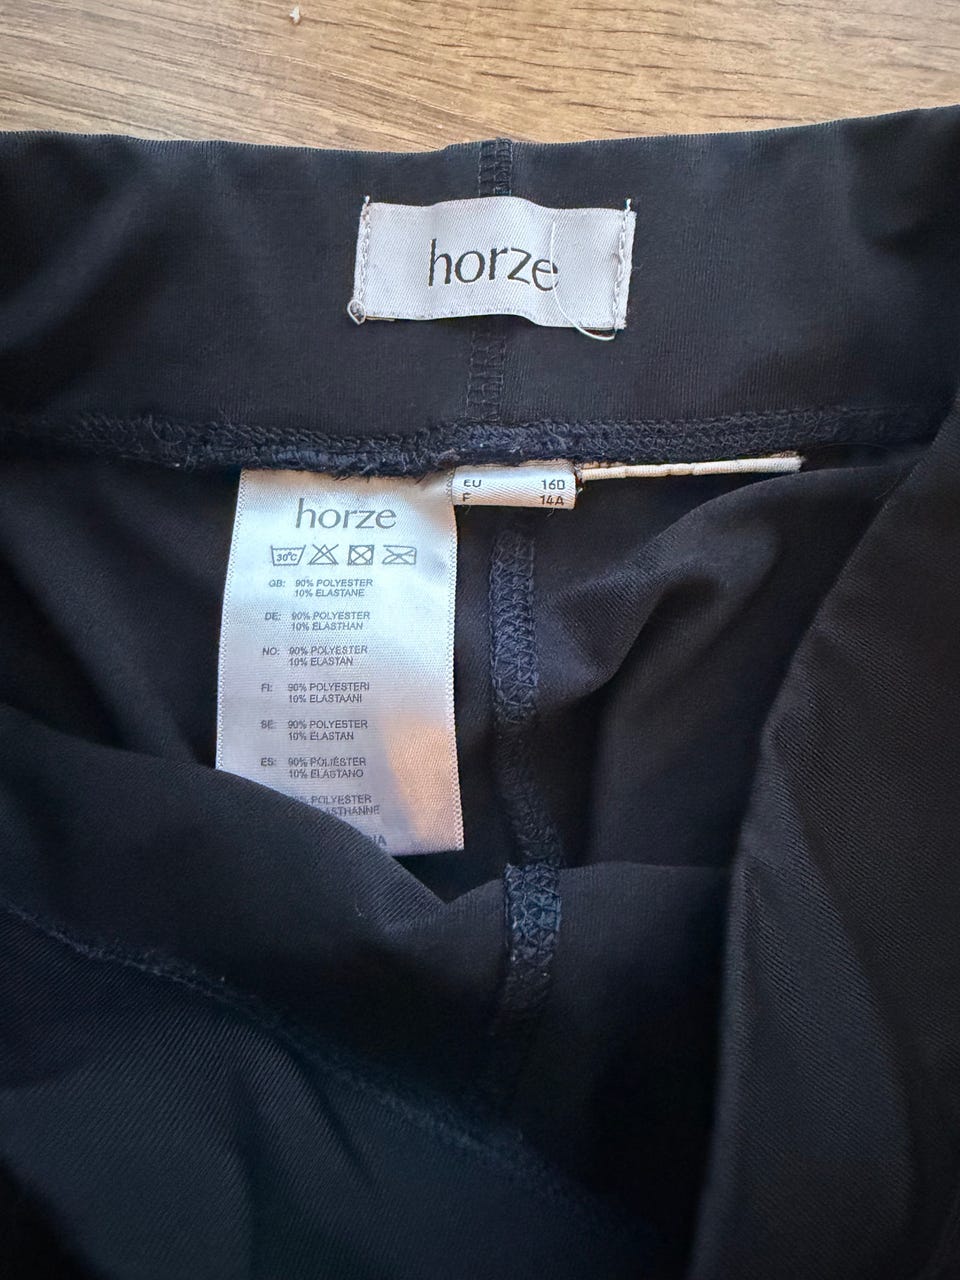 horze
EU 160
F 14A
horze
30°C
GB: 90% POLYESTER
10% ELASTANE
DE: 90% POLYESTER
10% ELASTHAN
NO: 90% POLYESTER
10% ELASTAN
FI: 90% POLYESTERI
10% ELASTAANI
SE: 90% POLYESTER
10% ELASTAN
ES: 90% POLIÉSTER
10% ELASTANO
POLYESTER